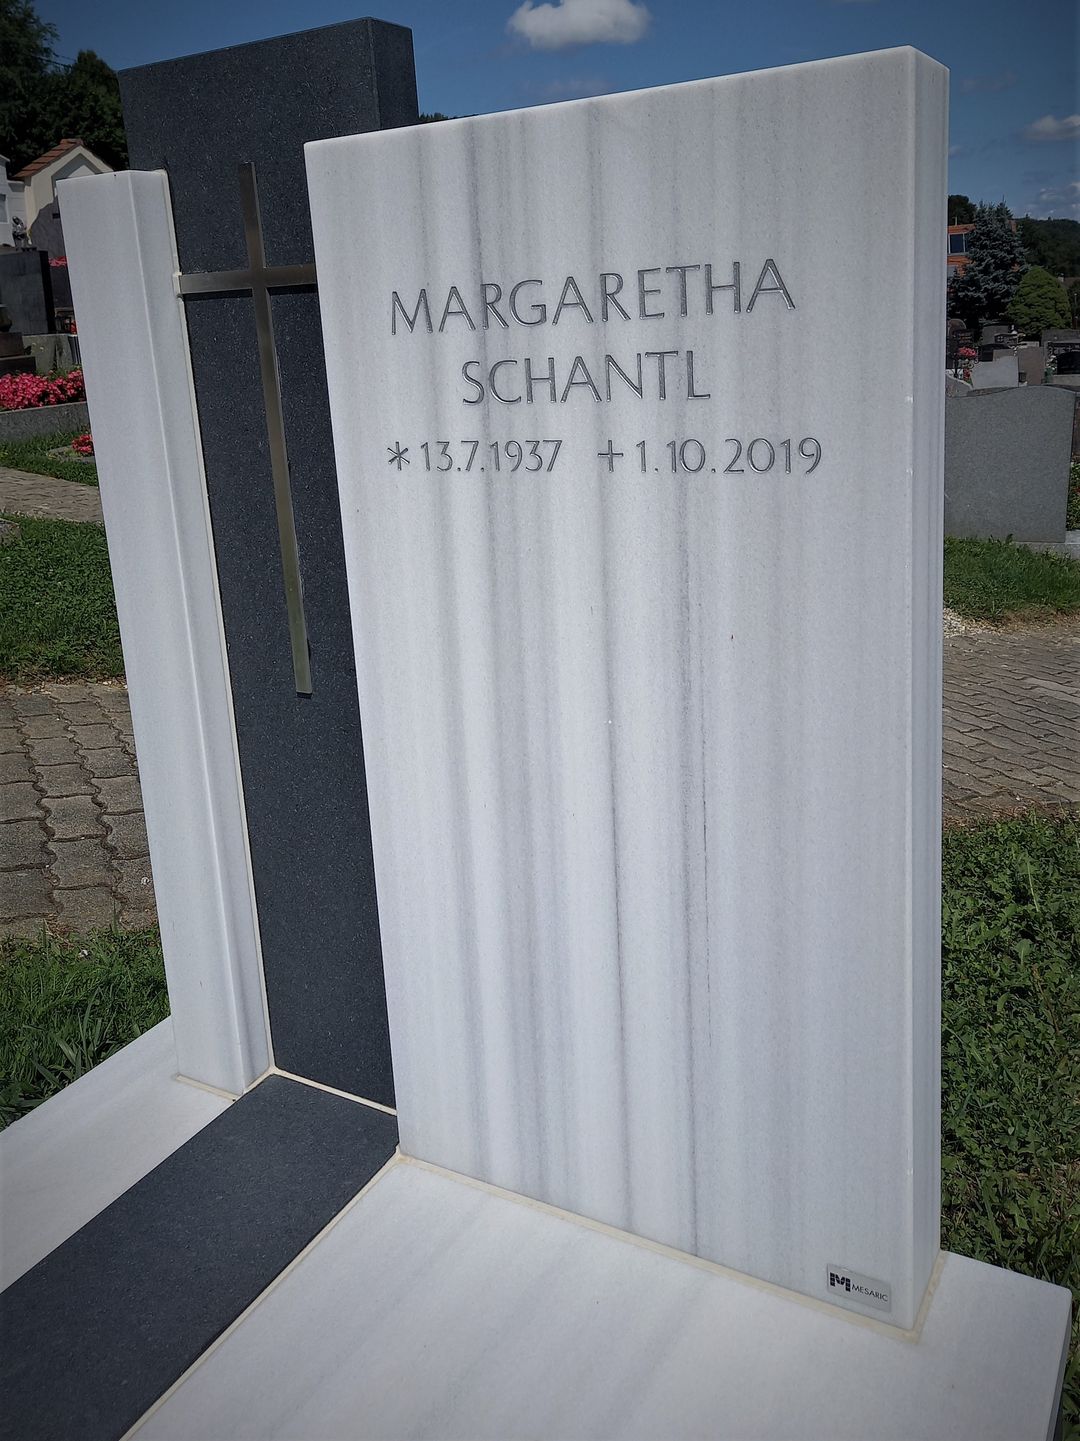 MARGARETHA
SCHANTL
*13.7.1937 +1.10.2019
MESARIC